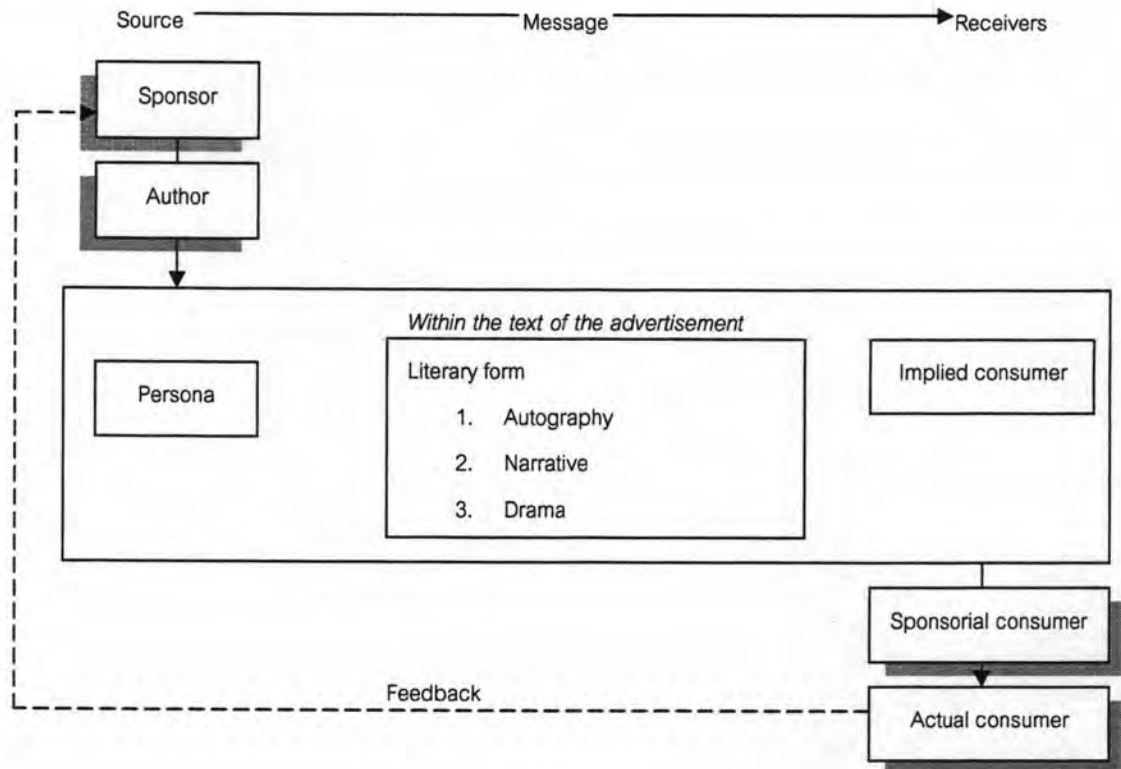 Source
Message
Receivers
Sponsor
Author
Within the text of the advertisement
Persona
Literary form
1. Autography
2. Narrative
3. Drama
Implied consumer
Sponsorial consumer
Feedback
Actual consumer